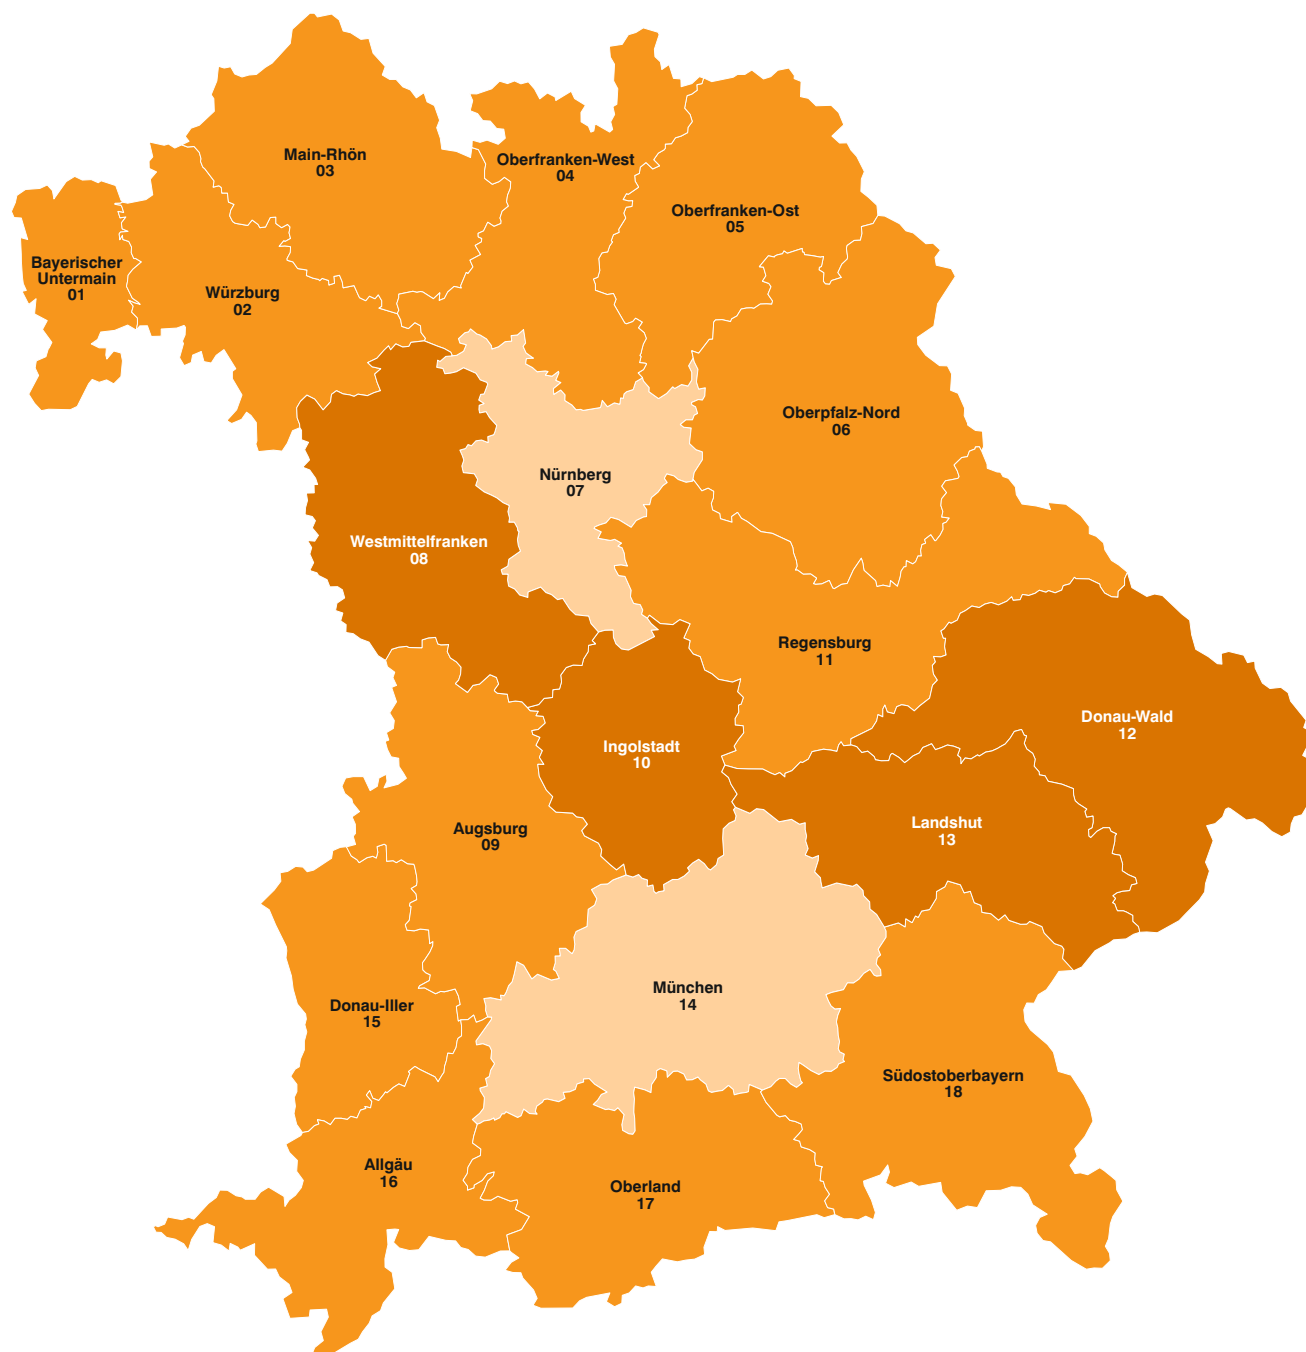 Main-Rhön
03
Oberfranken-West
04
Oberfranken-Ost
05
Bayerischer
Untermain
01
Würzburg
02
Oberpfalz-Nord
06
Nürnberg
07
Westmittelfranken
08
Regensburg
11
Donau-Wald
12
Ingolstadt
10
Landshut
13
Augsburg
09
München
14
Donau-Iller
15
Südostoberbayern
18
Allgäu
16
Oberland
17